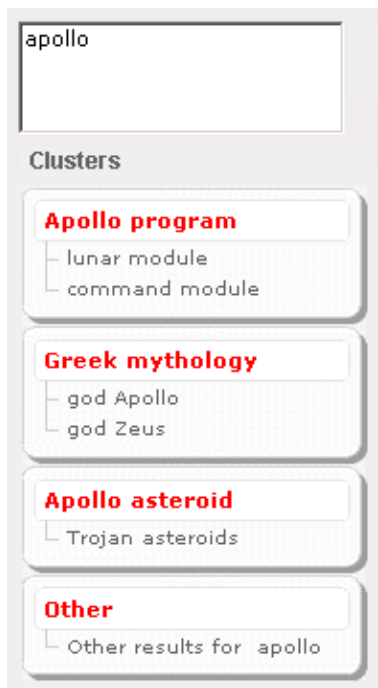 apollo
Clusters
Apollo program
lunar module
command module
Greek mythology
god Apollo
god Zeus
Apollo asteroid
Trojan asteroids
Other
Other results for apollo